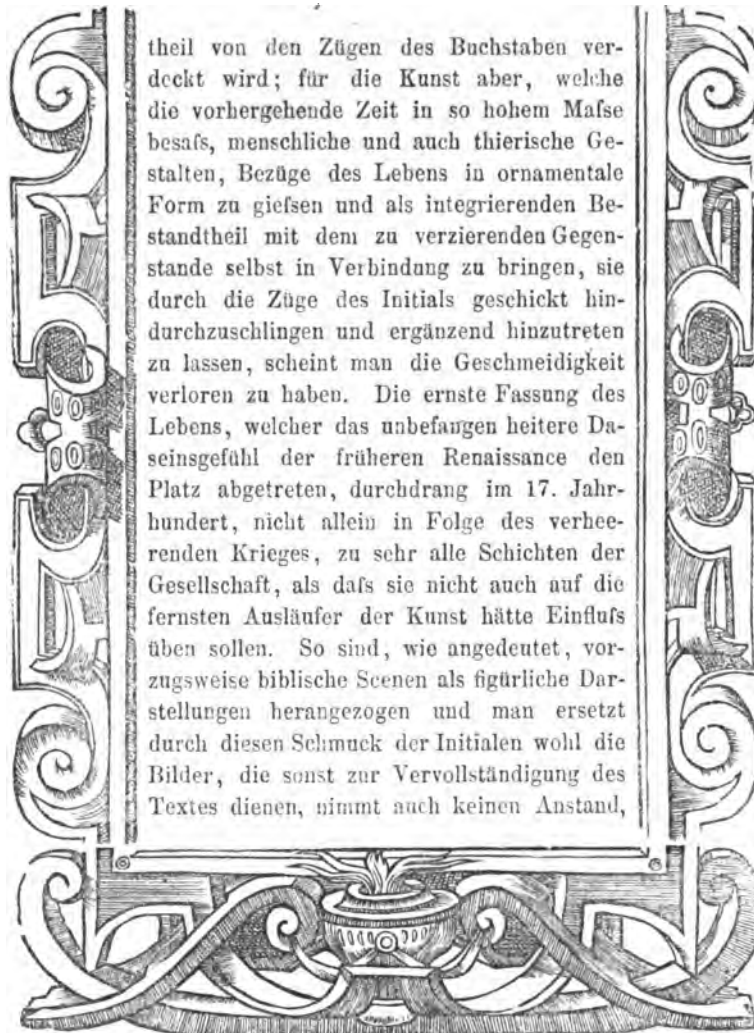 theil von den Zügen des Buchstaben ver-
deckt wird; für die Kunst aber, welche
die vorhergehende Zeit in so hohem Maſse
besaſs, menschliche und auch thierische Ge-
stalten, Bezüge des Lebens in ornamentale
Form zu gieſsen und als integrierenden Be-
standtheil mit dem zu verzierenden Gegen-
stande selbst in Verbindung zu bringen, sie
durch die Züge des Initials geschickt hin-
durchzuschlingen und ergänzend hinzutreten
zu lassen, scheint man die Geschmeidigkeit
verloren zu haben. Die ernste Fassung des
Lebens, welcher das unbefangen heitere Da-
seinsgefühl der früheren Renaissance den
Platz abgetreten, durchdrang im 17. Jahr-
hundert, nicht allein in Folge des verhee-
renden Krieges, zu sehr alle Schichten der
Gesellschaft, als daſs sie nicht auch auf die
fernsten Ausläufer der Kunst hätte Einfluſs
üben sollen. So sind, wie angedeutet, vor-
zugsweise biblische Scenen als figürliche Dar-
stellungen herangezogen und man ersetzt
durch diesen Schmuck der Initialen wohl die
Bilder, die sonst zur Vervollständigung des
Textes dienen, nimmt auch keinen Anstand,